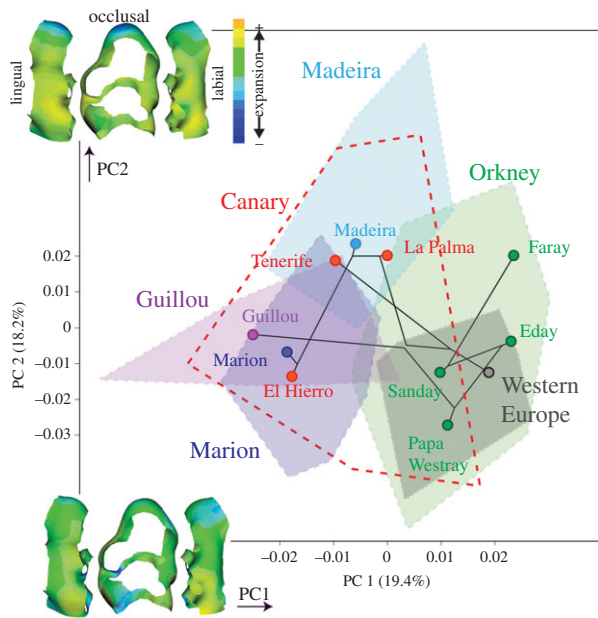 occlusal
lingual
labial
expansion
+
−
PC2
Madeira
Orkney
Canary
Madeira
La Palma
Tenerife
Faray
Guillou
Guillou
Eday
Marion
Sanday
El Hierro
Western
Europe
Papa
Westray
Marion
PC 2 (18.2%)
0.02
0.01
0
−0.01
−0.02
−0.03
−0.02
−0.01
0
0.01
0.02
PC 1 (19.4%)
PC1